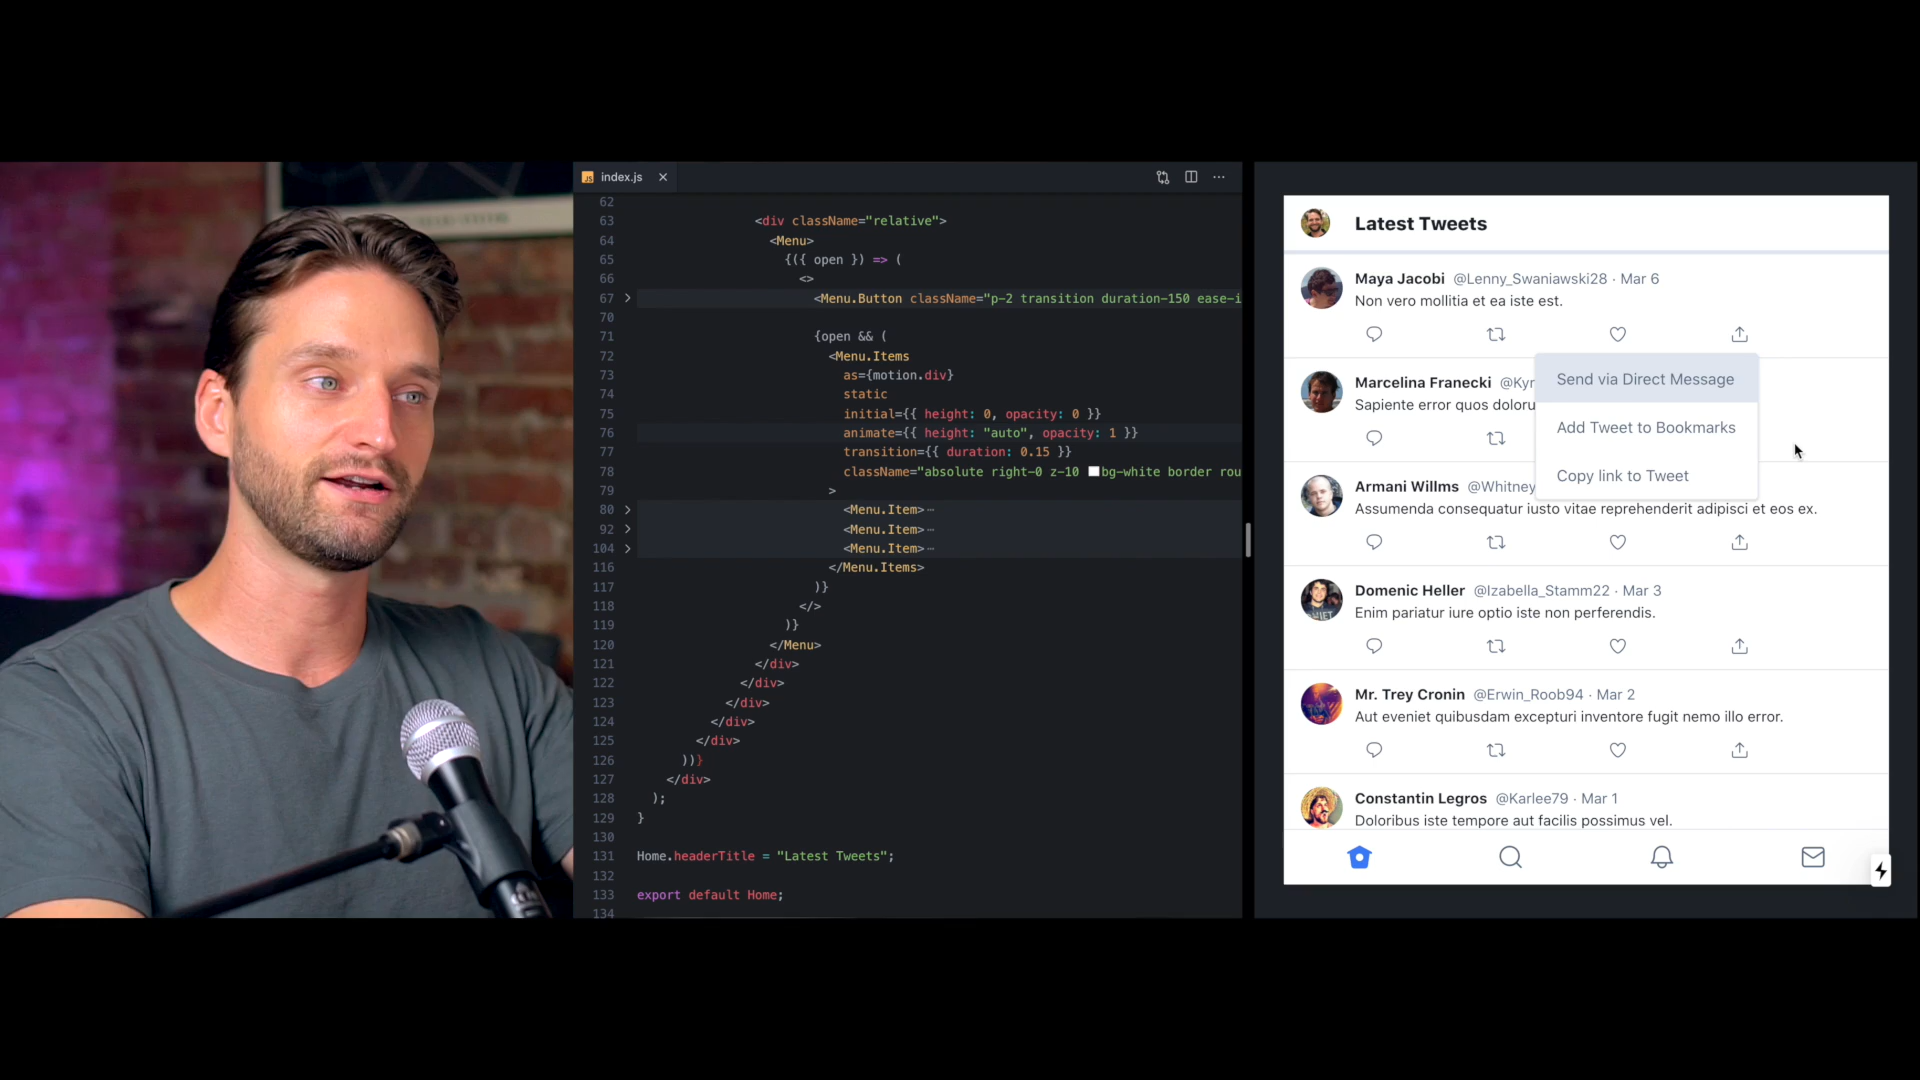 index.js
62
63 <div className="relative">
64 <Menu>
65 {({ open }) => (
66 <>
67 <Menu.Button className="p-2 transition duration-150 ease-i
70
71 {open && (
72 <Menu.Items
73 as={motion.div}
74 static
75 initial={{ height: 0, opacity: 0 }}
76 animate={{ height: "auto", opacity: 1 }}
77 transition={{ duration: 0.15 }}
78 className="absolute right-0 z-10 bg-white border rou
79 >
80 <Menu.Item>
92 <Menu.Item>
104 <Menu.Item>
116 </Menu.Items>
117 )}
118 </>
119 )}
120 </Menu>
121 </div>
122 </div>
123 </div>
124 </div>
125 </div>
126 ))}
127 </div>
128 );
129 }
130
131 Home.headerTitle = "Latest Tweets";
132
133 export default Home;
134
Latest Tweets
Maya Jacobi @Lenny_Swaniawski28 · Mar 6
Non vero mollitia et ea iste est.
Send via Direct Message
Add Tweet to Bookmarks
Copy link to Tweet
Marcelina Franecki @Kyr
Sapiente error quos doloru
Armani Willms @Whitney
Assumenda consequatur iusto vitae reprehenderit adipisci et eos ex.
Domenic Heller @Izabella_Stamm22 · Mar 3
Enim pariatur iure optio iste non perferendis.
Mr. Trey Cronin @Erwin_Roob94 · Mar 2
Aut eveniet quibusdam excepturi inventore fugit nemo illo error.
Constantin Legros @Karlee79 · Mar 1
Doloribus iste tempore aut facilis possimus vel.